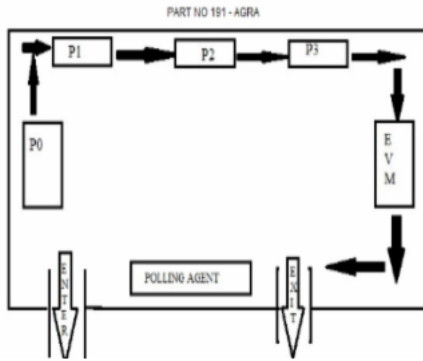 PART NO 191 - AGRA
P1
P2
P3
P0
E
V
M
POLLING AGENT
E
N
T
E
R
E
X
I
T